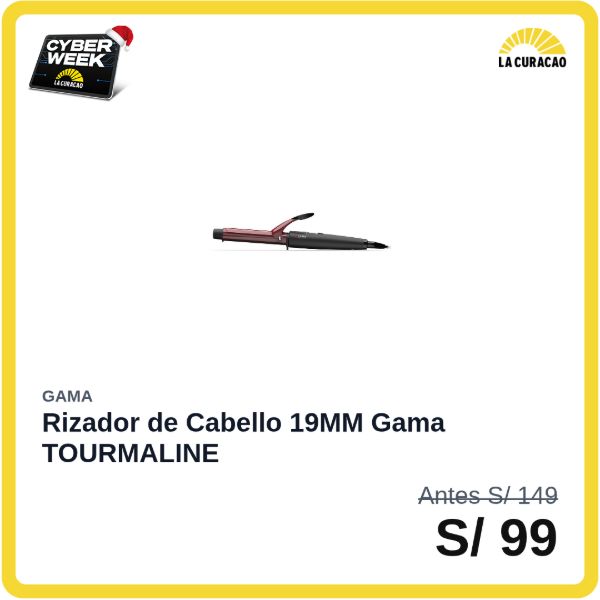 CYBER
WEEK
LA CURACAO
LA CURACAO
GAMA
Rizador de Cabello 19MM Gama
TOURMALINE
Antes S/ 149
S/ 99